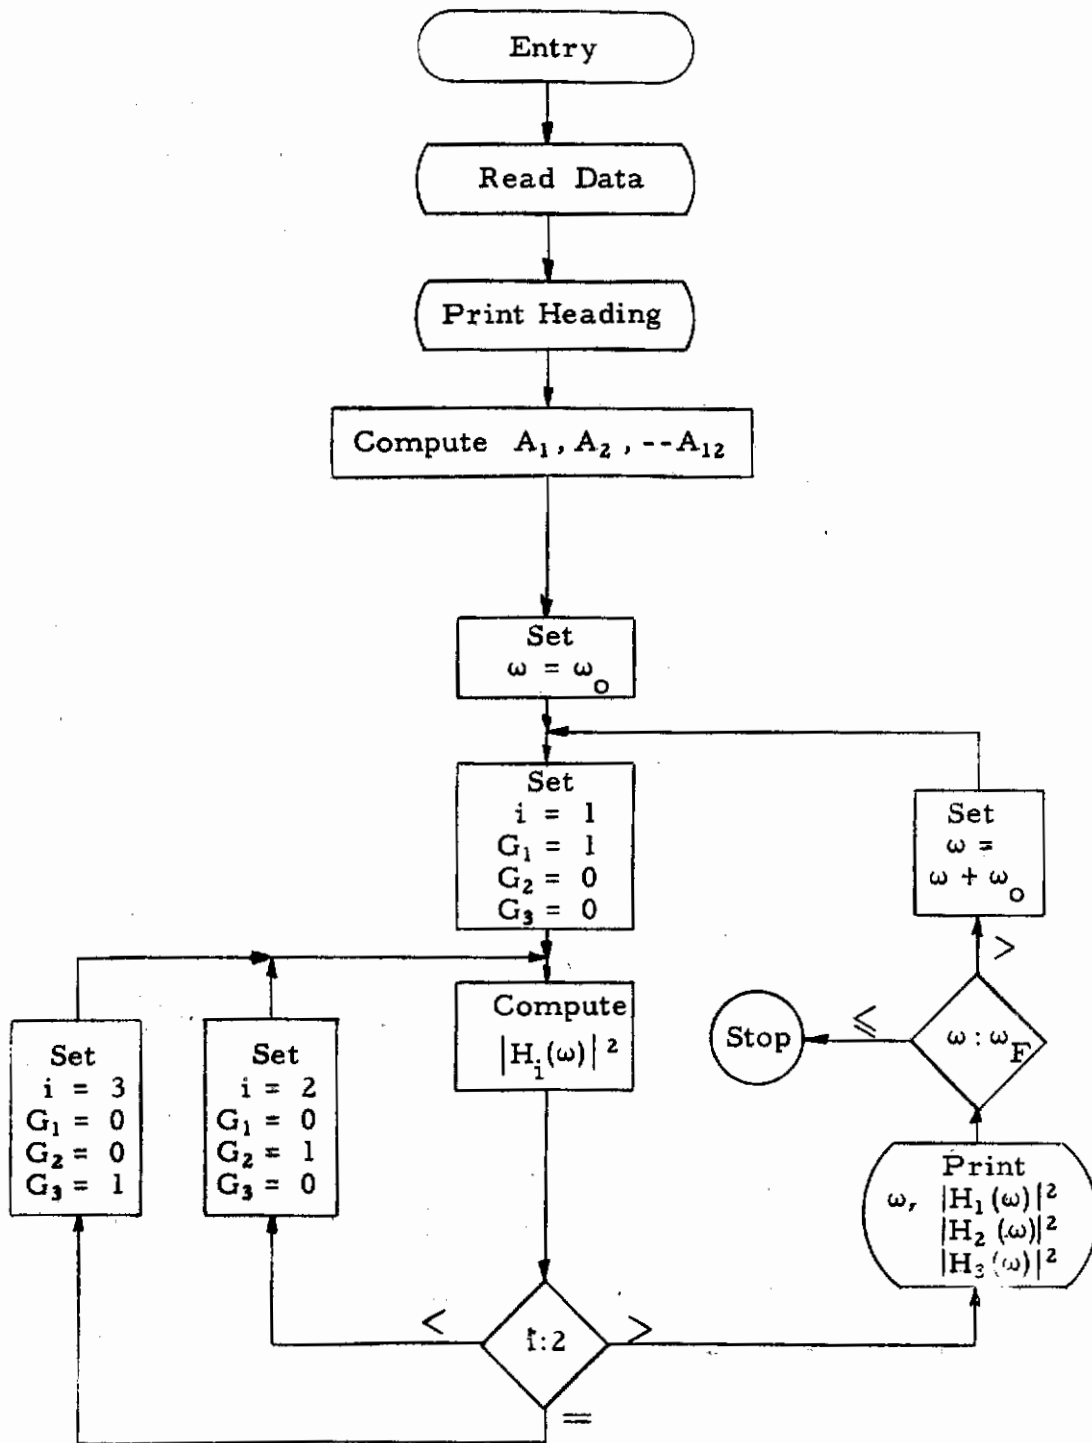 Entry
Read Data
Print Heading
Compute A₁, A₂, --A₁₂
Set
ω = ω₀
Set
i = 1
G₁ = 1
G₂ = 0
G₃ = 0
Set
ω =
ω + ω₀
>
Compute
|Hᵢ(ω)|²
Stop
≤
ω : ω_F
Set
i = 3
G₁ = 0
G₂ = 0
G₃ = 1
Set
i = 2
G₁ = 0
G₂ = 1
G₃ = 0
Print
ω, |H₁(ω)|²
|H₂(ω)|²
|H₃(ω)|²
<
i:2
>
=